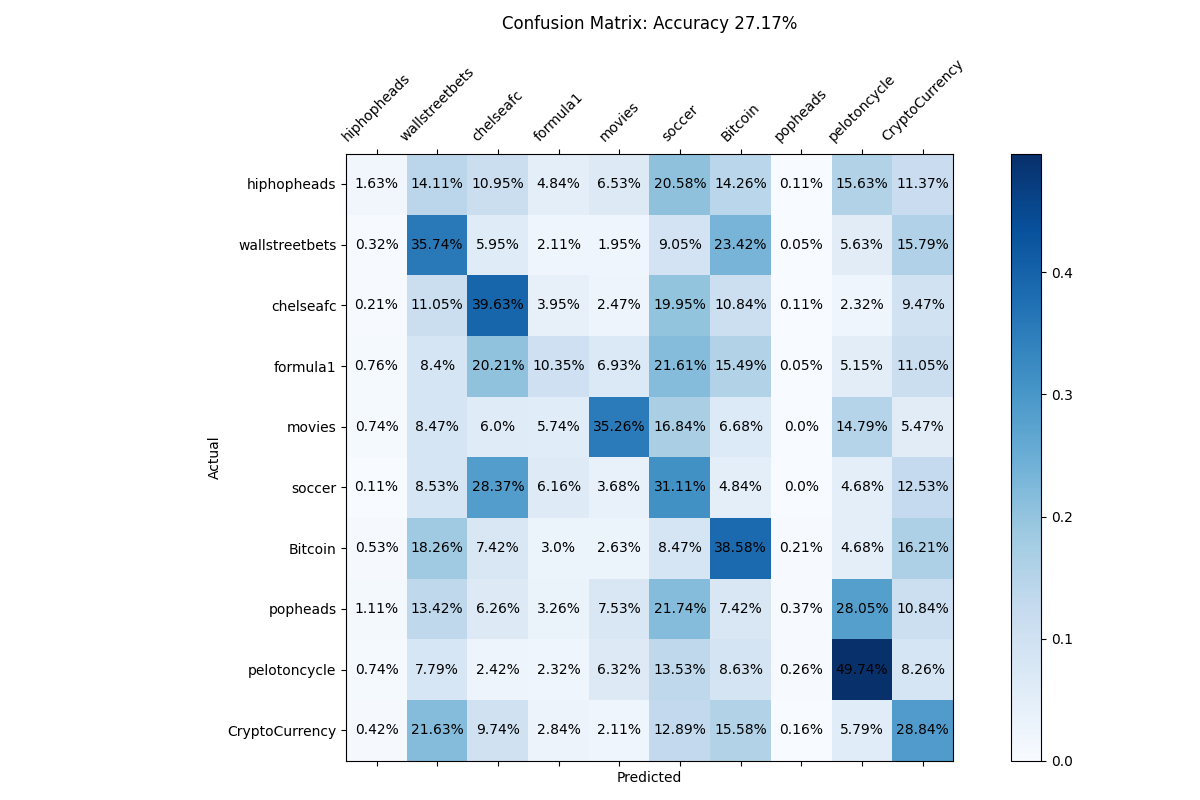 Confusion Matrix: Accuracy 27.17%
hiphopheads wallstreetbets chelseafc formula1 movies soccer Bitcoin popheads pelotoncycle CryptoCurrency
hiphopheads 1.63% 14.11% 10.95% 4.84% 6.53% 20.58% 14.26% 0.11% 15.63% 11.37%
wallstreetbets 0.32% 35.74% 5.95% 2.11% 1.95% 9.05% 23.42% 0.05% 5.63% 15.79%
chelseafc 0.21% 11.05% 39.63% 3.95% 2.47% 19.95% 10.84% 0.11% 2.32% 9.47%
formula1 0.76% 8.4% 20.21% 10.35% 6.93% 21.61% 15.49% 0.05% 5.15% 11.05%
movies 0.74% 8.47% 6.0% 5.74% 35.26% 16.84% 6.68% 0.0% 14.79% 5.47%
soccer 0.11% 8.53% 28.37% 6.16% 3.68% 31.11% 4.84% 0.0% 4.68% 12.53%
Bitcoin 0.53% 18.26% 7.42% 3.0% 2.63% 8.47% 38.58% 0.21% 4.68% 16.21%
popheads 1.11% 13.42% 6.26% 3.26% 7.53% 21.74% 7.42% 0.37% 28.05% 10.84%
pelotoncycle 0.74% 7.79% 2.42% 2.32% 6.32% 13.53% 8.63% 0.26% 49.74% 8.26%
CryptoCurrency 0.42% 21.63% 9.74% 2.84% 2.11% 12.89% 15.58% 0.16% 5.79% 28.84%
Actual
Predicted
0.4
0.3
0.2
0.1
0.0